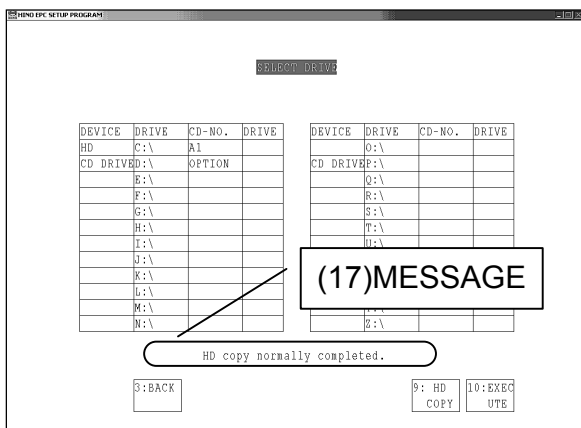 HINO EPC SETUP PROGRAM
SELECT DRIVE
DEVICE DRIVE CD-NO. DRIVE
HD C:\ A1
CD DRIVE D:\ OPTION
E:\
F:\
G:\
H:\
I:\
J:\
K:\
L:\
M:\
N:\
DEVICE DRIVE CD-NO. DRIVE
O:\
CD DRIVE P:\
Q:\
R:\
S:\
T:\
U:\
Z:\
(17)MESSAGE
HD copy normally completed.
3:BACK
9: HD
COPY
10:EXEC
UTE